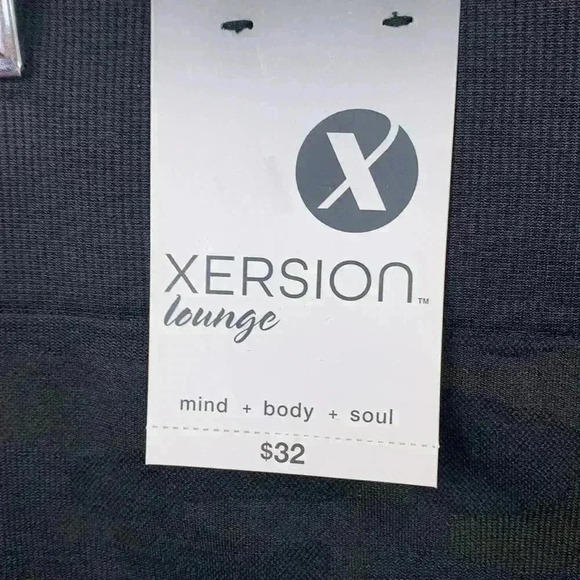 X
XERSION™
lounge
mind + body + soul
$32